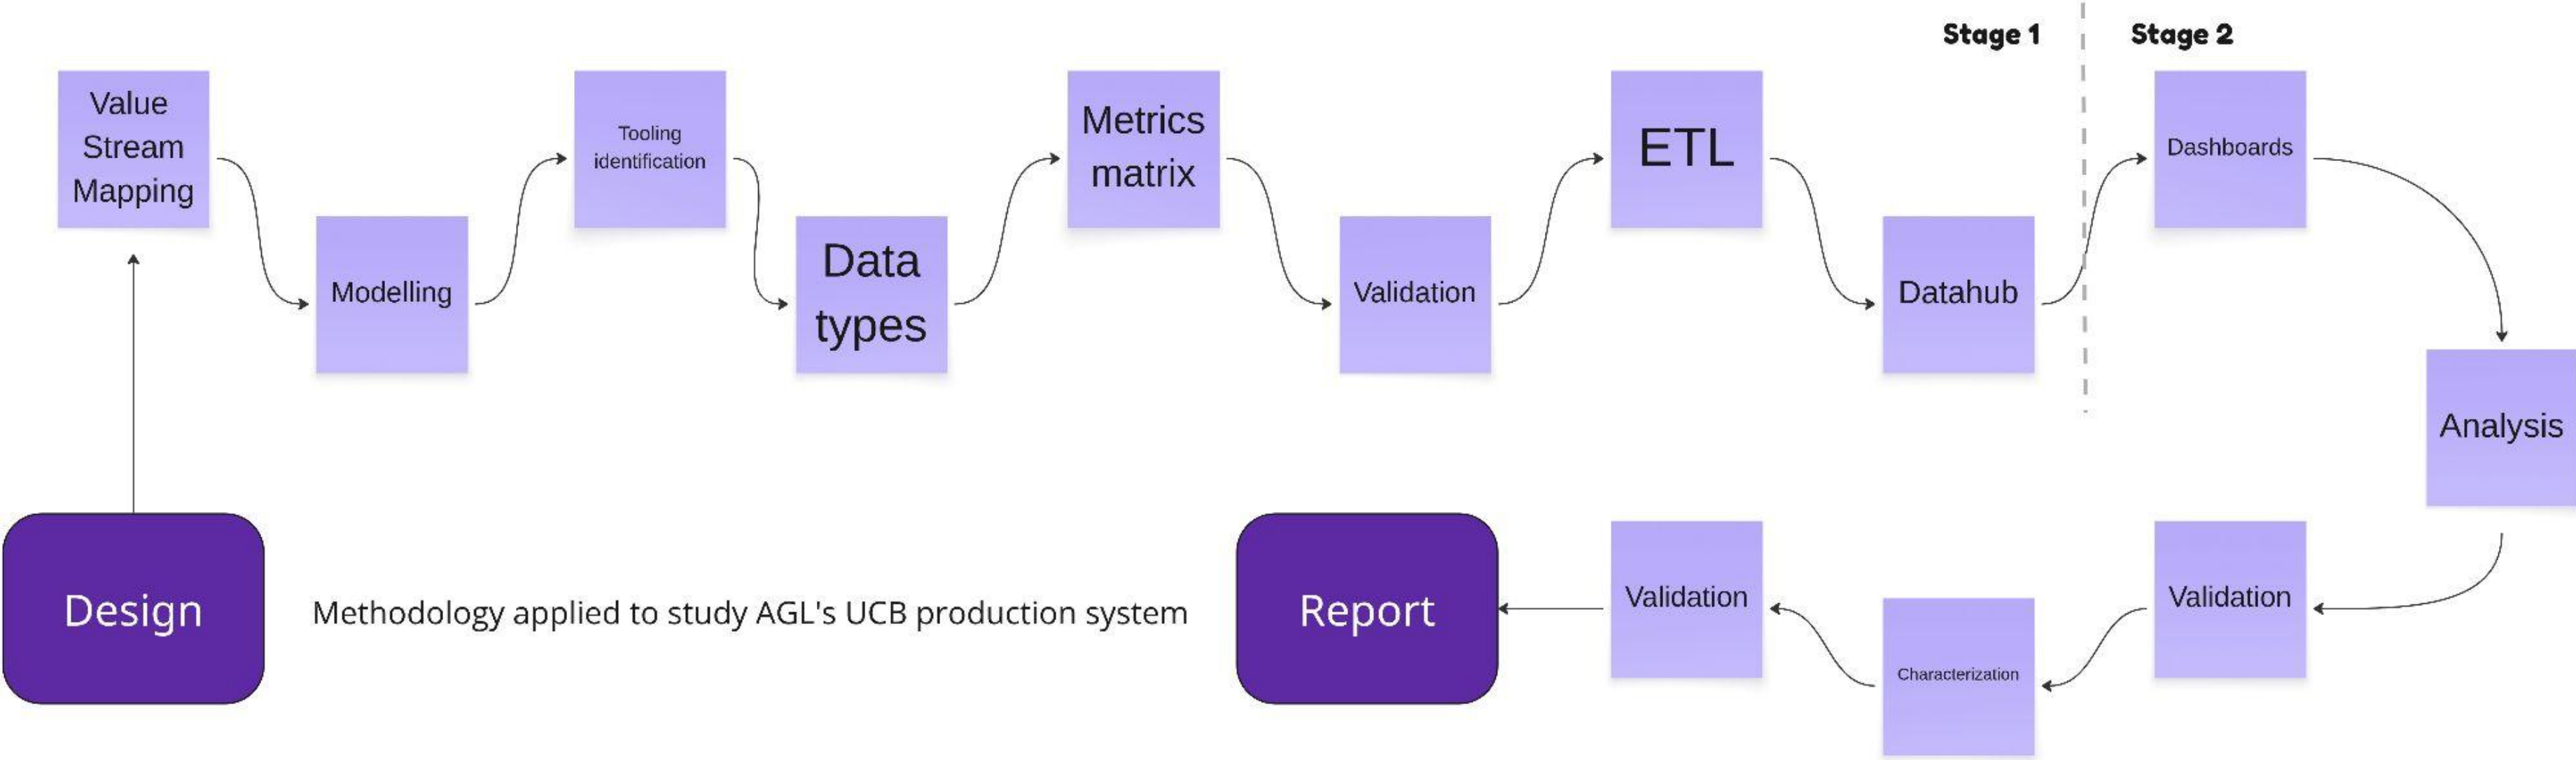 Stage 1
Stage 2
Value
Stream
Mapping
Modelling
Tooling
identification
Data
types
Metrics
matrix
Validation
ETL
Datahub
Dashboards
Analysis
Validation
Characterization
Validation
Report
Design
Methodology applied to study AGL's UCB production system